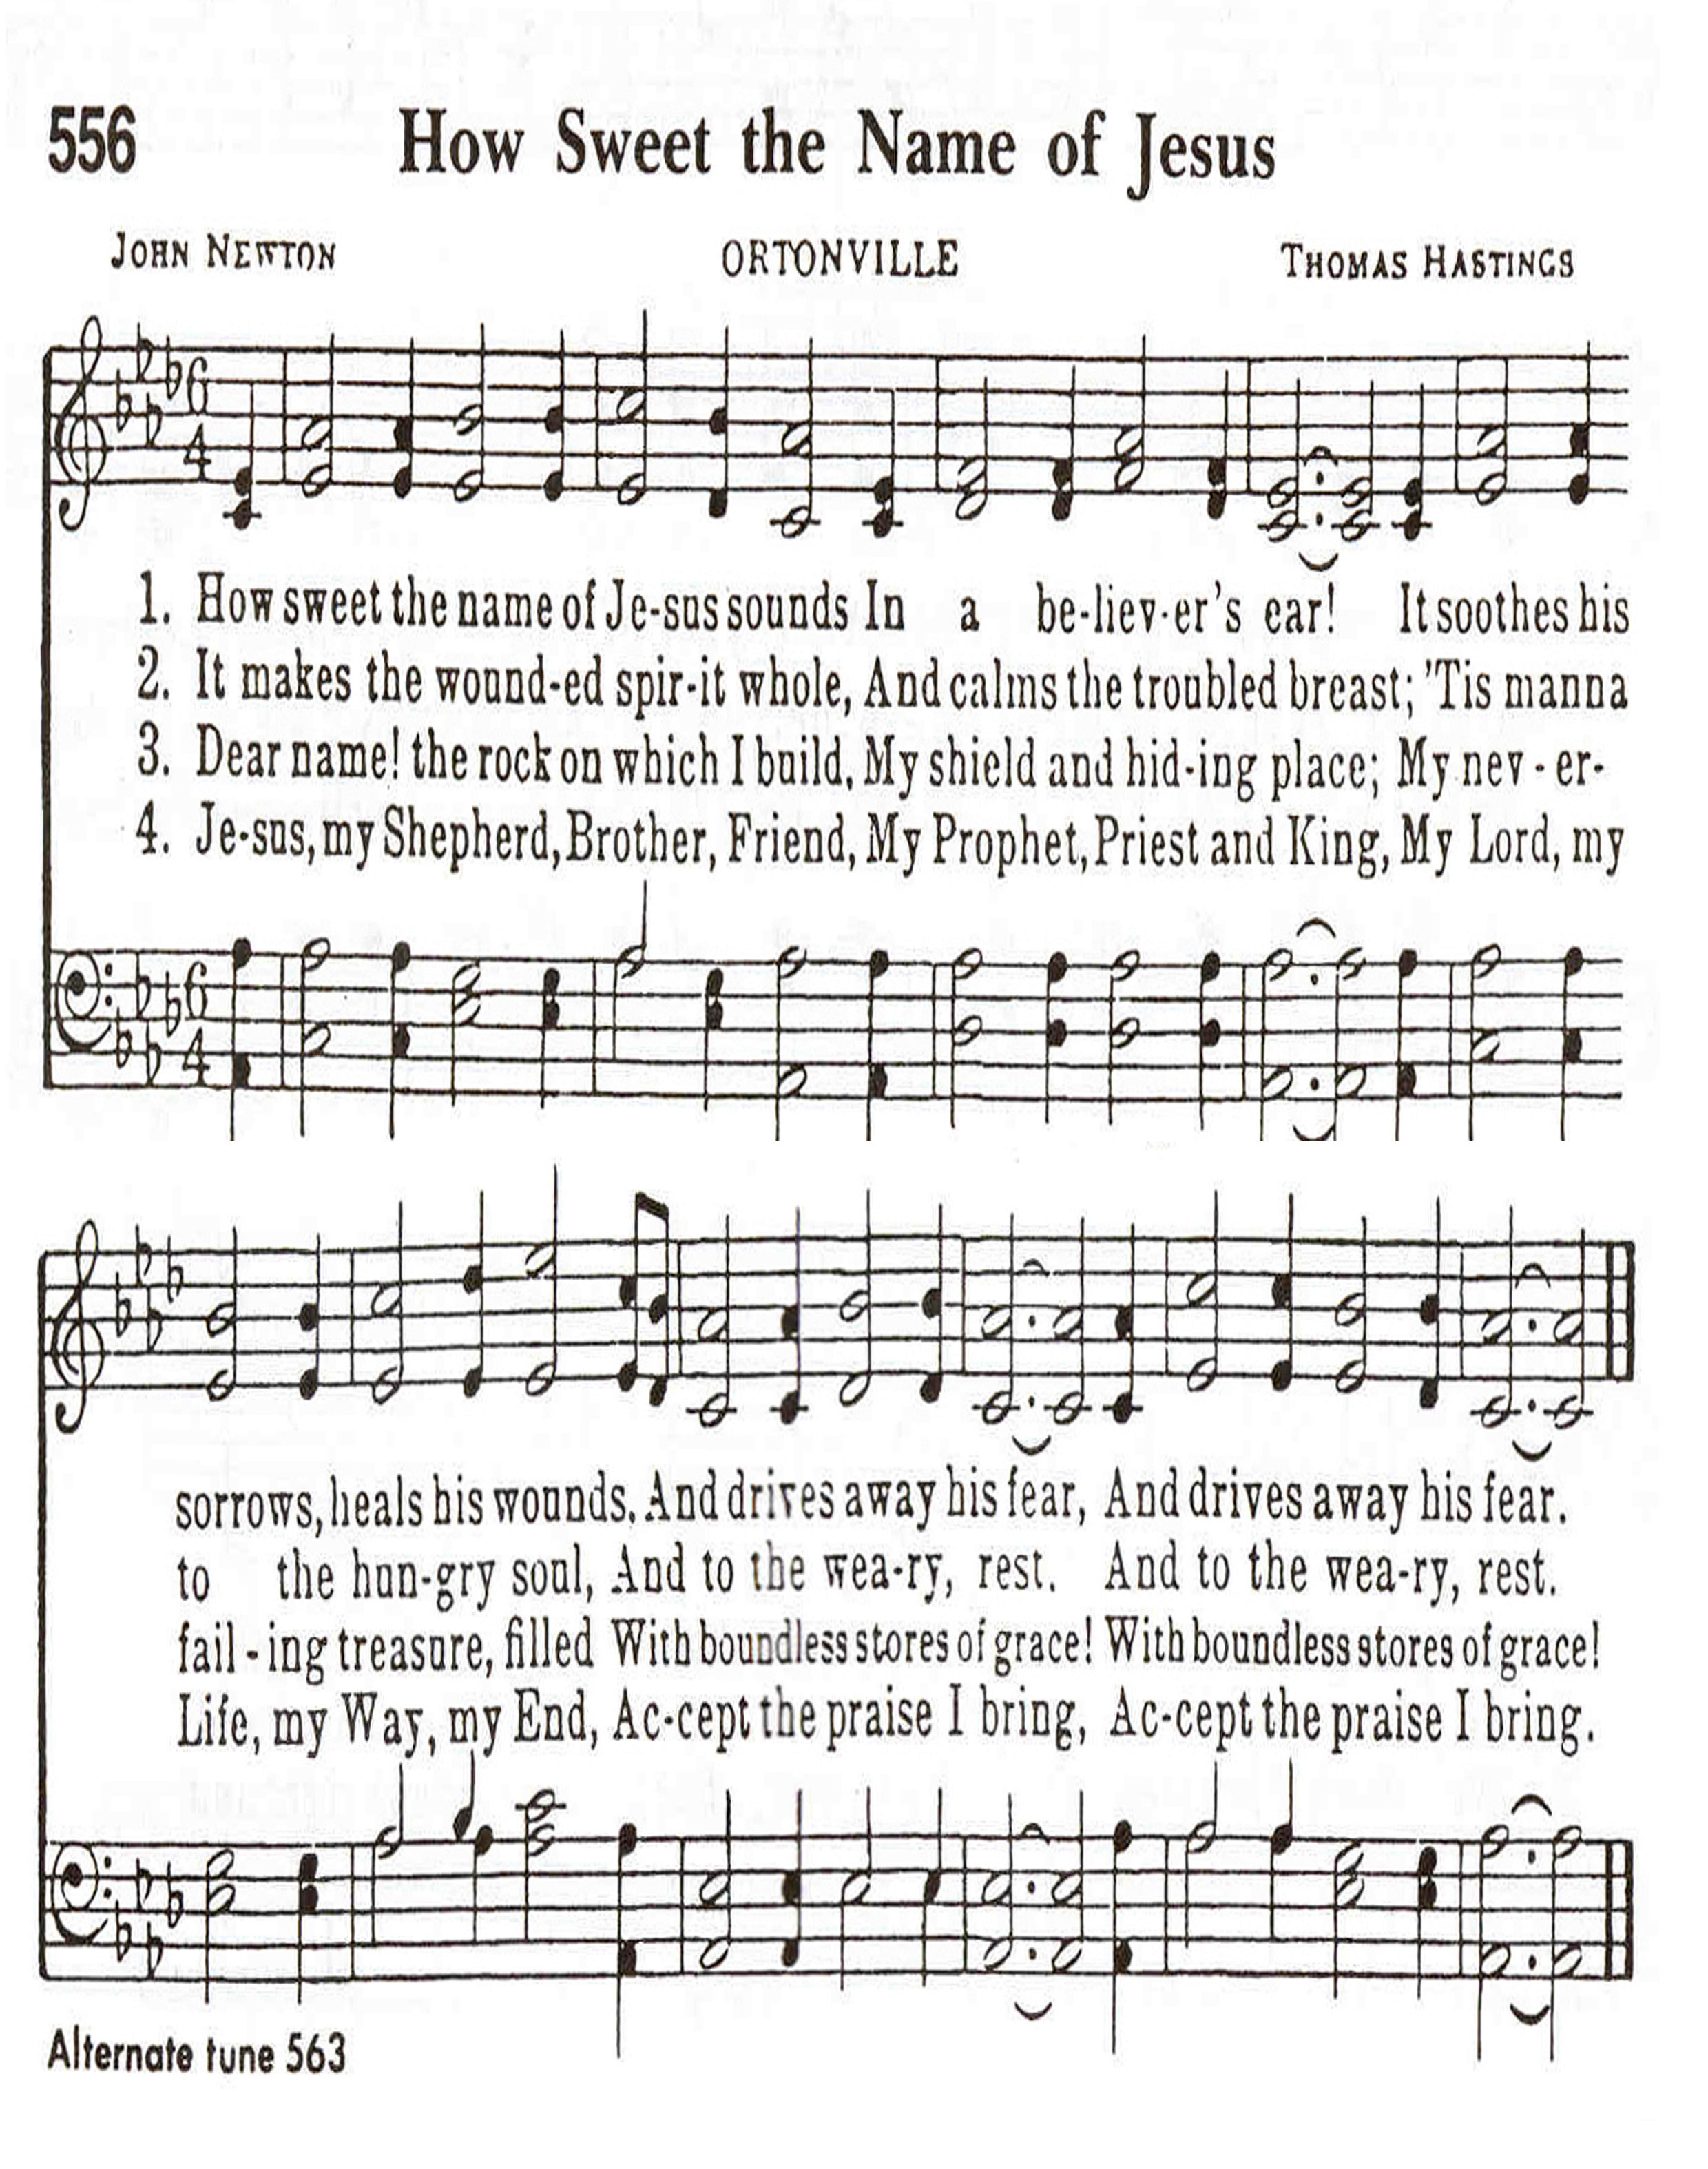 556 How Sweet the Name of Jesus
JOHN NEWTON ORTONVILLE THOMAS HASTINGS
6
4
1. How sweet the name of Je-sus sounds In a be-liev-er's ear! It soothes his
2. It makes the wound-ed spir-it whole, And calms the troubled breast; 'Tis manna
3. Dear name! the rock on which I build, My shield and hid-ing place; My nev-er-
4. Je-sus, my Shepherd, Brother, Friend, My Prophet, Priest and King, My Lord, my
6
4
sorrows, heals his wounds. And drives away his fear, And drives away his fear.
to the hun-gry soul, And to the wea-ry, rest. And to the wea-ry, rest.
fail-ing treasure, filled With boundless stores of grace! With boundless stores of grace!
Life, my Way, my End, Ac-cept the praise I bring, Ac-cept the praise I bring.
Alternate tune 563